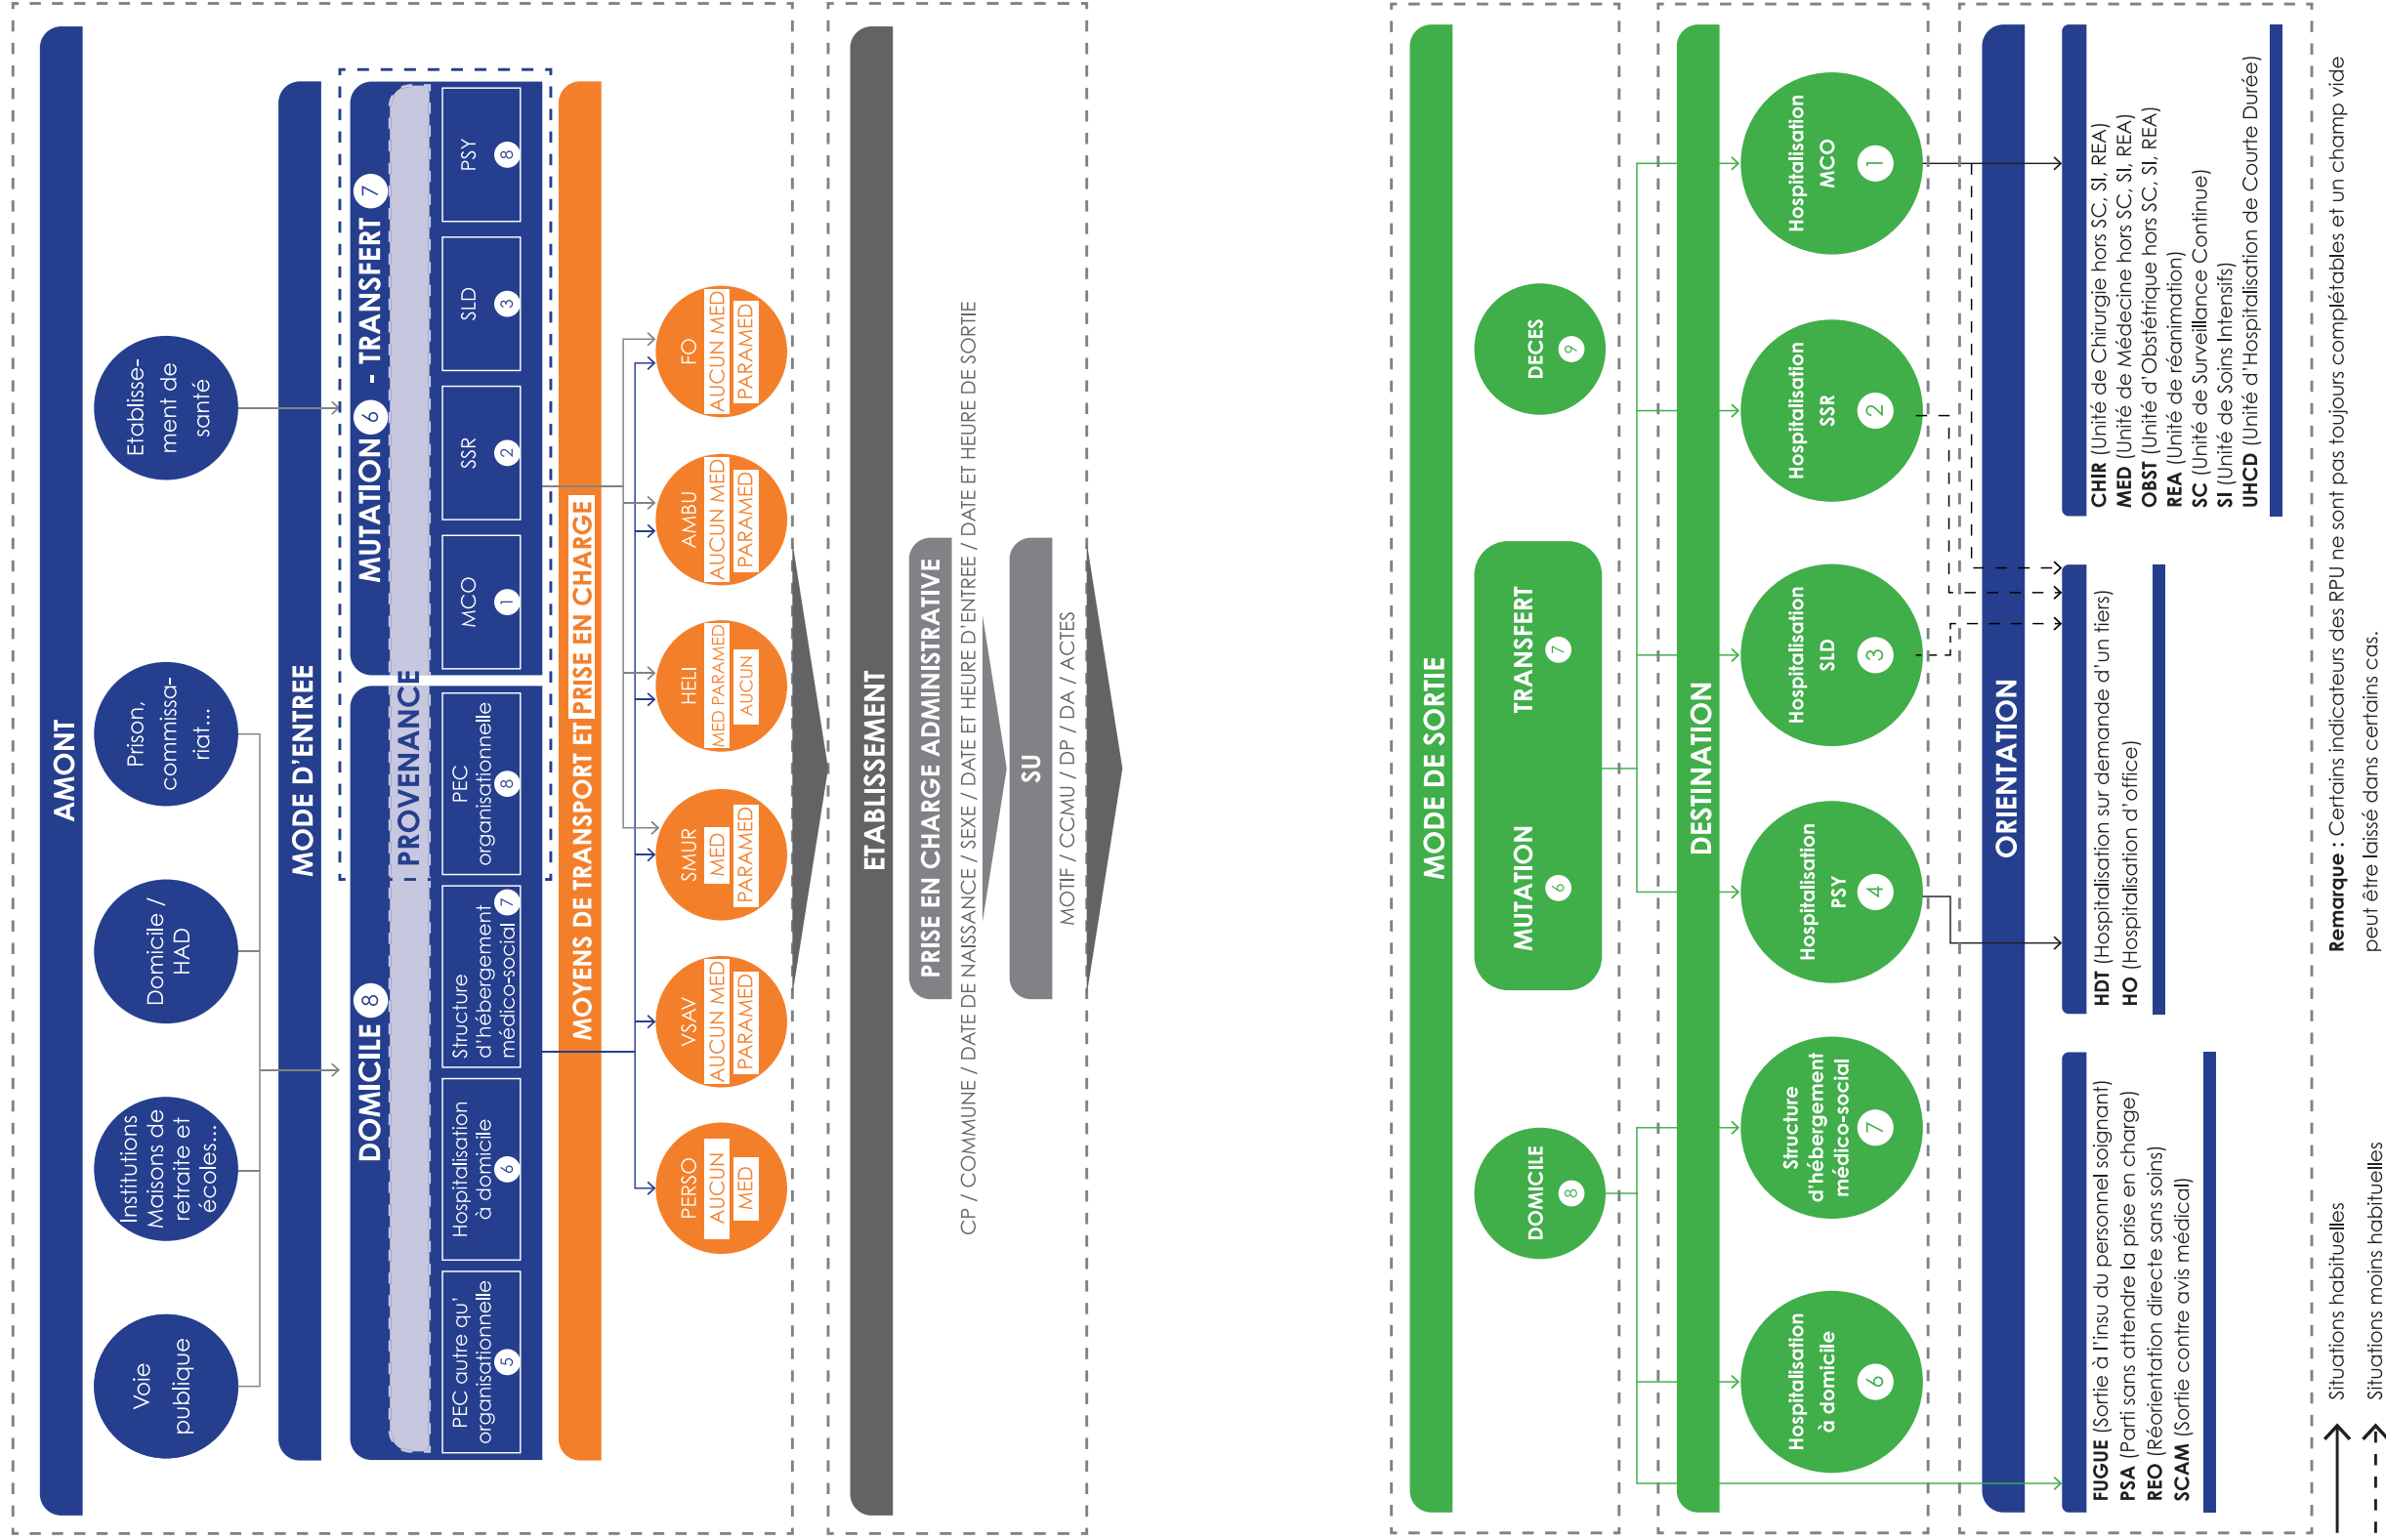 AMONT
Voie
publique
Institutions
Maisons de
retraite et
écoles...
Domicile /
HAD
Prison,
commissa-
riat...
Etablisse-
ment de
santé
MODE D'ENTREE
DOMICILE 8
MUTATION 6 - TRANSFERT 7
PROVENANCE
PEC autre qu'
organisationnelle
5
Hospitalisation
à domicile
6
Structure
d'hébergement
médico-social 7
PEC
organisationnelle
8
MCO
1
SSR
2
SLD
3
PSY
8
MOYENS DE TRANSPORT ET PRISE EN CHARGE
PERSO
AUCUN
MED
VSAV
AUCUN MED
PARAMED
SMUR
MED
PARAMED
HELI
MED PARAMED
AUCUN
AMBU
AUCUN MED
PARAMED
FO
AUCUN MED
PARAMED
ETABLISSEMENT
PRISE EN CHARGE ADMINISTRATIVE
CP / COMMUNE / DATE DE NAISSANCE / SEXE / DATE ET HEURE D'ENTREE / DATE ET HEURE DE SORTIE
SU
MOTIF / CCMU / DP / DA / ACTES
MODE DE SORTIE
DOMICILE
8
MUTATION
6
TRANSFERT
7
DECES
9
DESTINATION
Hospitalisation
à domicile
6
Structure
d'hébergement
médico-social
7
Hospitalisation
PSY
4
Hospitalisation
SLD
3
Hospitalisation
SSR
2
Hospitalisation
MCO
1
ORIENTATION
FUGUE (Sortie à l'insu du personnel soignant)
PSA (Parti sans attendre la prise en charge)
REO (Réorientation directe sans soins)
SCAM (Sortie contre avis médical)
HDT (Hospitalisation sur demande d'un tiers)
HO (Hospitalisation d'office)
CHIR (Unité de Chirurgie hors SC, SI, REA)
MED (Unité de Médecine hors SC, SI, REA)
OBST (Unité d'Obstétrique hors SC, SI, REA)
REA (Unité de réanimation)
SC (Unité de Surveillance Continue)
SI (Unité de Soins Intensifs)
UHCD (Unité d'Hospitalisation de Courte Durée)
Situations habituelles
Situations moins habituelles
Remarque : Certains indicateurs des RPU ne sont pas toujours complétables et un champ vide
peut être laissé dans certains cas.